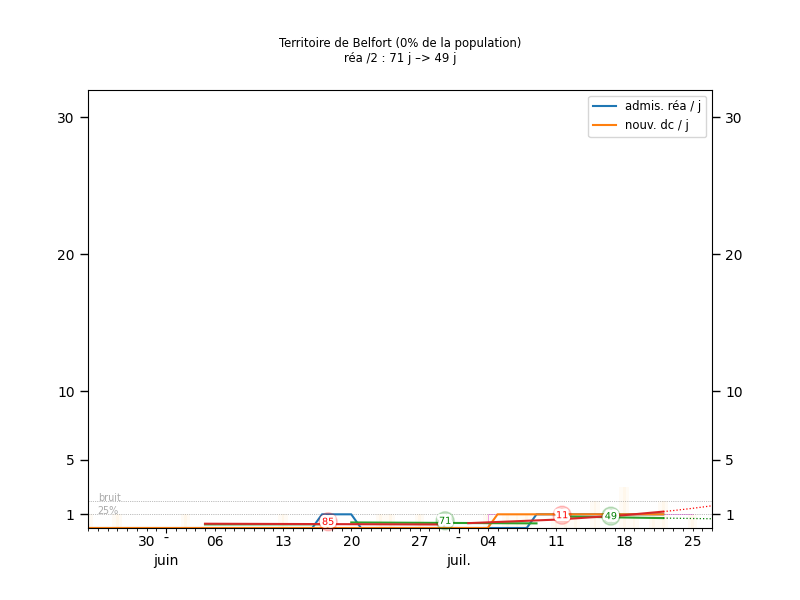 Territoire de Belfort (0% de la population)
réa /2 : 71 j –> 49 j
admis. réa / j
nouv. dc / j
30 30
20 20
10 10
5 5
bruit
25%
1 85 71 11 49 1
30 - 06 13 20 27 - 04 11 18 25
juin juil.